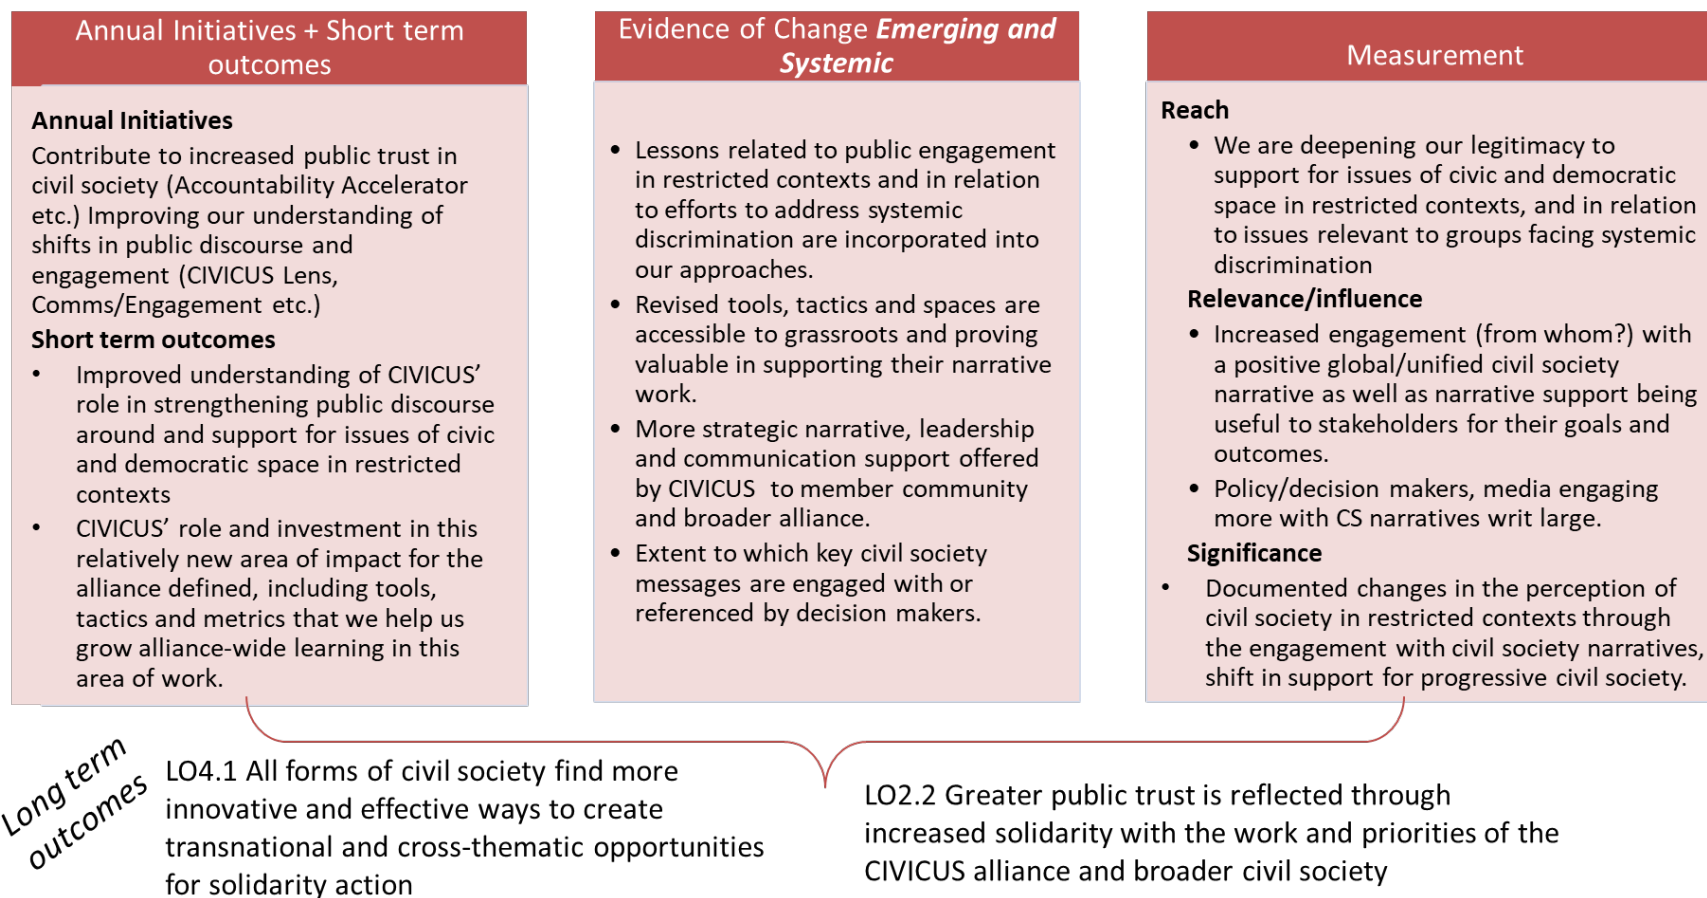 Annual Initiatives + Short term
outcomes
Annual Initiatives
Contribute to increased public trust in
civil society (Accountability Accelerator
etc.) Improving our understanding of
shifts in public discourse and
engagement (CIVICUS Lens,
Comms/Engagement etc.)
Short term outcomes
• Improved understanding of CIVICUS’
role in strengthening public discourse
around and support for issues of civic
and democratic space in restricted
contexts
• CIVICUS’ role and investment in this
relatively new area of impact for the
alliance defined, including tools,
tactics and metrics that we help us
grow alliance-wide learning in this
area of work.
Evidence of Change Emerging and
Systemic
• Lessons related to public engagement
in restricted contexts and in relation
to efforts to address systemic
discrimination are incorporated into
our approaches.
• Revised tools, tactics and spaces are
accessible to grassroots and proving
valuable in supporting their narrative
work.
• More strategic narrative, leadership
and communication support offered
by CIVICUS to member community
and broader alliance.
• Extent to which key civil society
messages are engaged with or
referenced by decision makers.
Measurement
Reach
• We are deepening our legitimacy to
support for issues of civic and democratic
space in restricted contexts, and in relation
to issues relevant to groups facing systemic
discrimination
Relevance/influence
• Increased engagement (from whom?) with
a positive global/unified civil society
narrative as well as narrative support being
useful to stakeholders for their goals and
outcomes.
• Policy/decision makers, media engaging
more with CS narratives writ large.
Significance
• Documented changes in the perception of
civil society in restricted contexts through
the engagement with civil society narratives,
shift in support for progressive civil society.
Long term
outcomes
LO4.1 All forms of civil society find more
innovative and effective ways to create
transnational and cross-thematic opportunities
for solidarity action
LO2.2 Greater public trust is reflected through
increased solidarity with the work and priorities of the
CIVICUS alliance and broader civil society